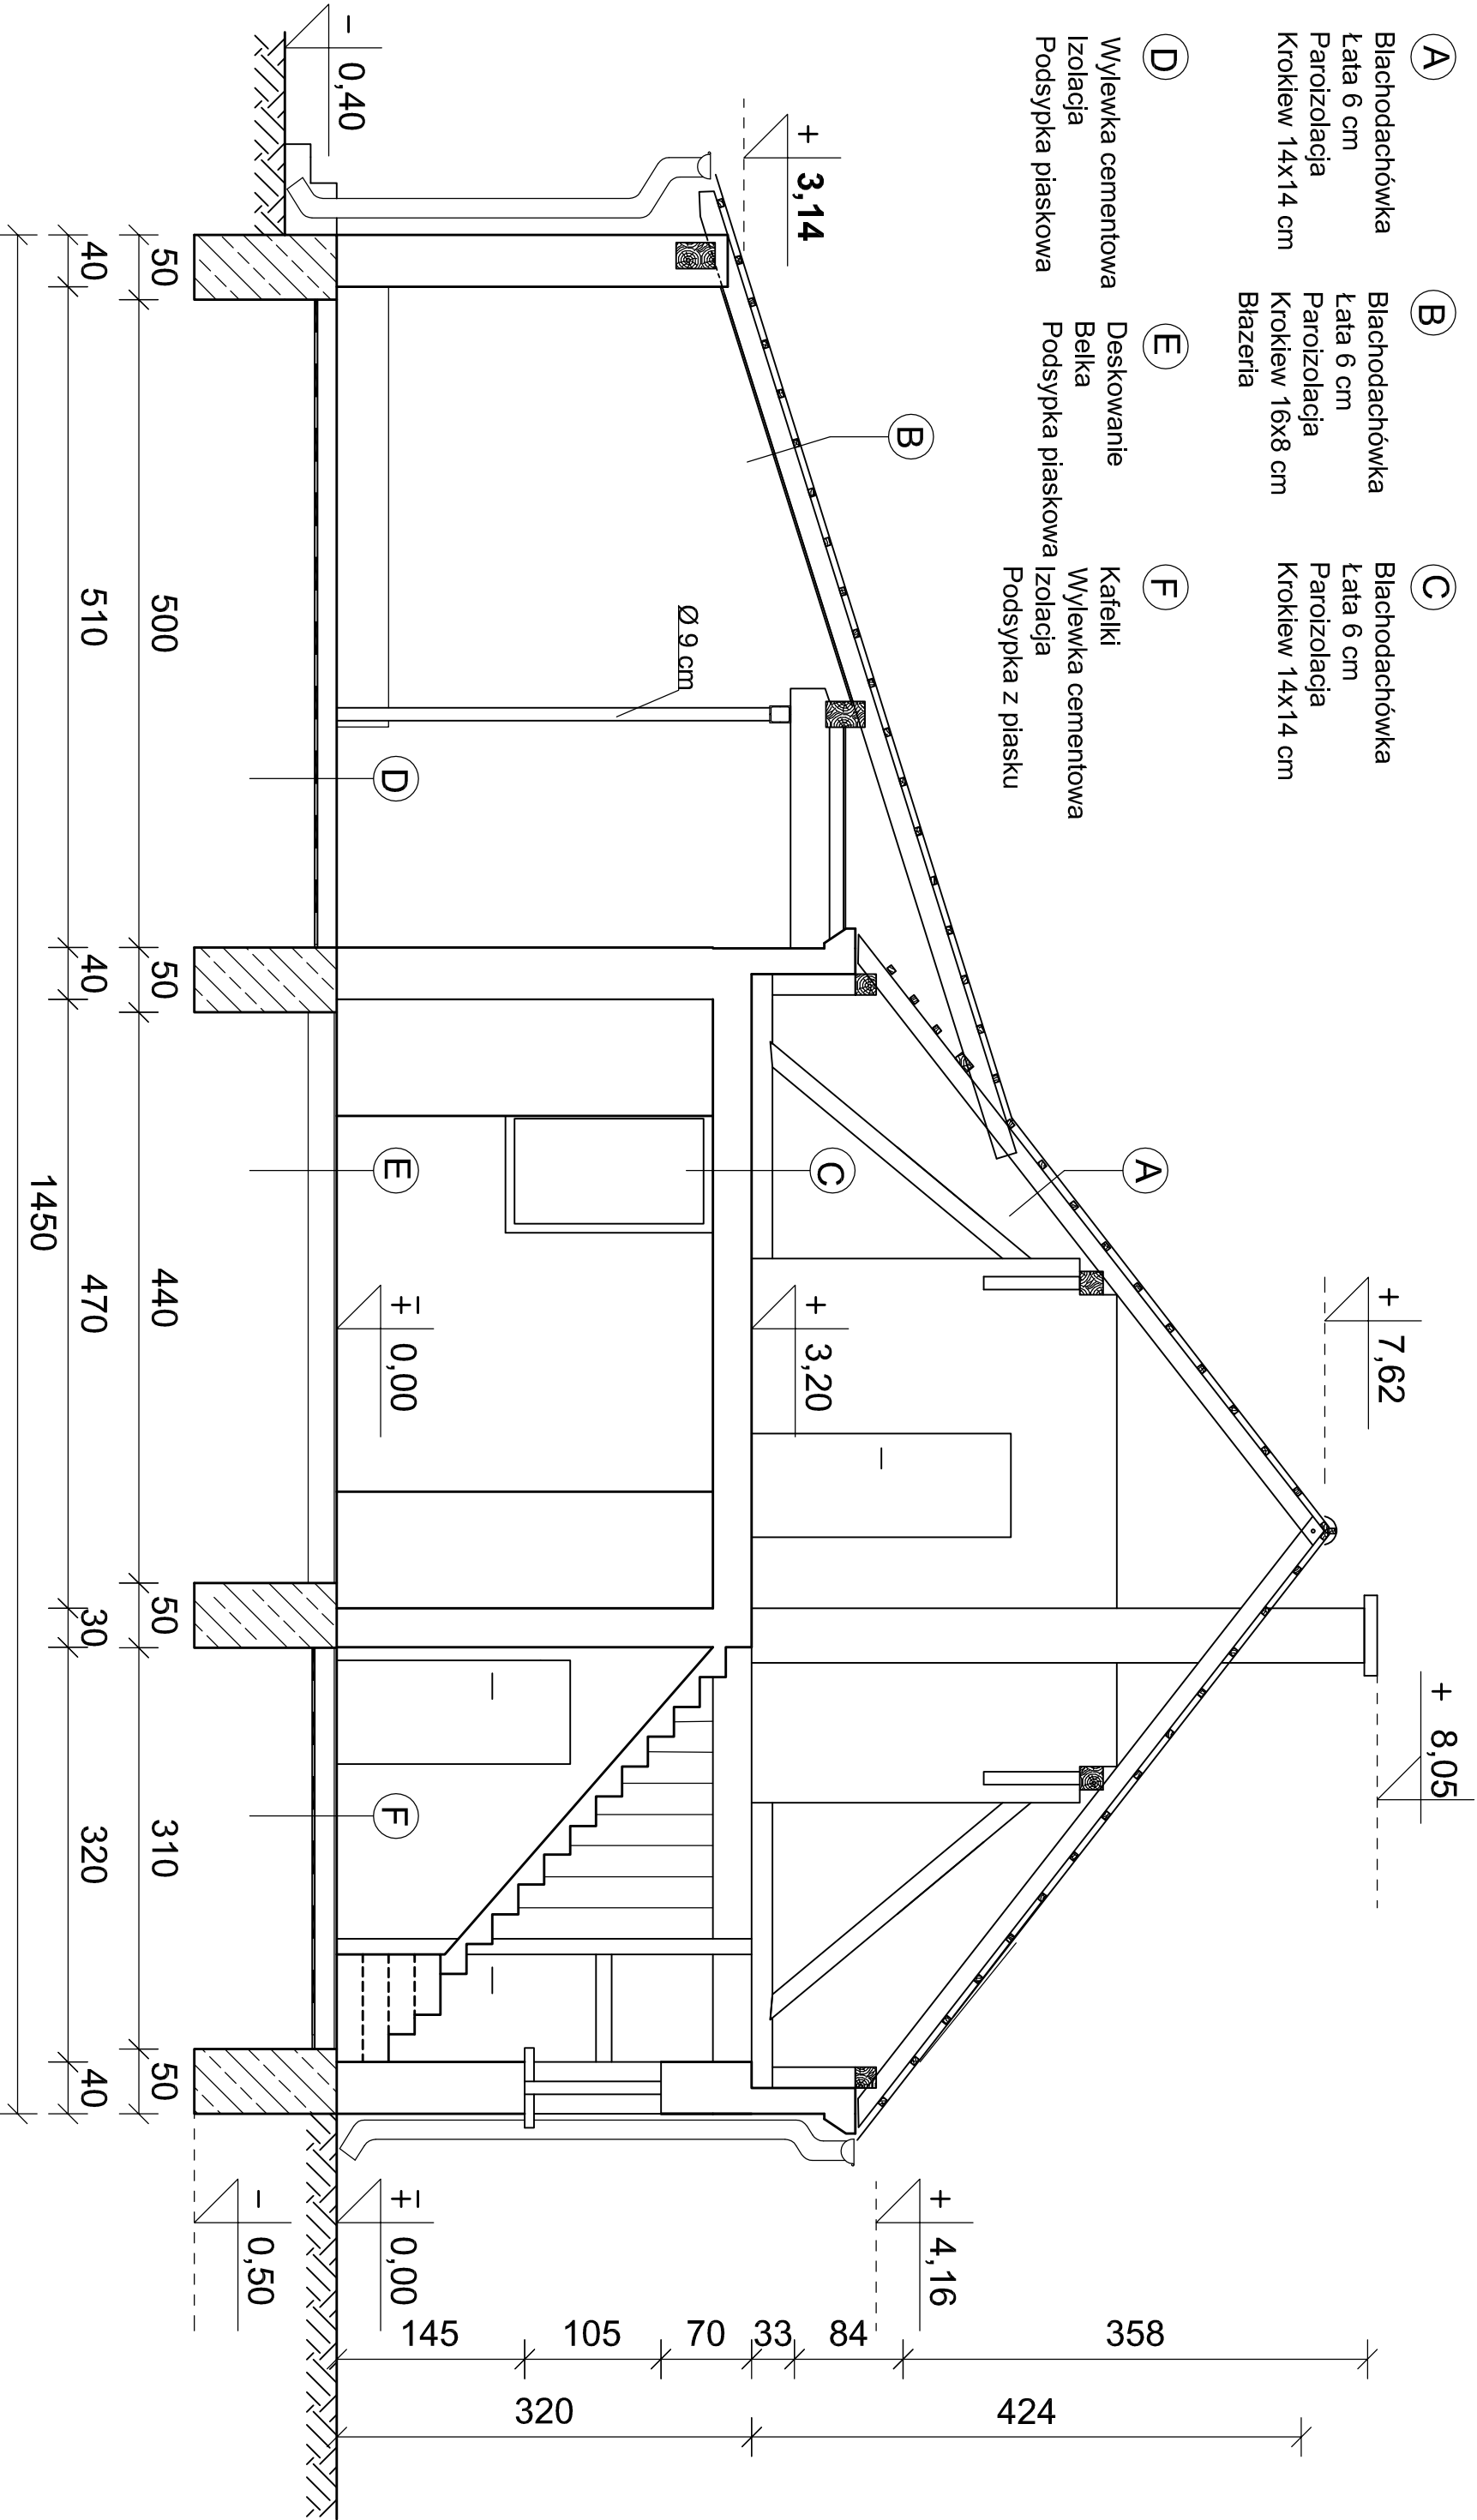 A
Blachodachówka
Łata 6 cm
Paroizolacja
Krokiew 14x14 cm
B
Blachodachówka
Łata 6 cm
Paroizolacja
Krokiew 16x8 cm
Błazeria
C
Blachodachówka
Łata 6 cm
Paroizolacja
Krokiew 14x14 cm
D
Wylewka cementowa
Izolacja
Podsypka piaskowa
E
Deskowanie
Belka
Podsypka piaskowa
F
Kafelki
Wylewka cementowa
Izolacja
Podsypka z piasku
+ 8,05
+ 7,62
+ 3,14
B
A
+ 4,16
C
+ 3,20
Ø 9 cm
− 0,40
D
E
± 0,00
F
± 0,00
− 0,50
50
500
50
440
50
310
50
40
510
40
470
30
320
40
1450
145
105
70
33
84
358
320
424